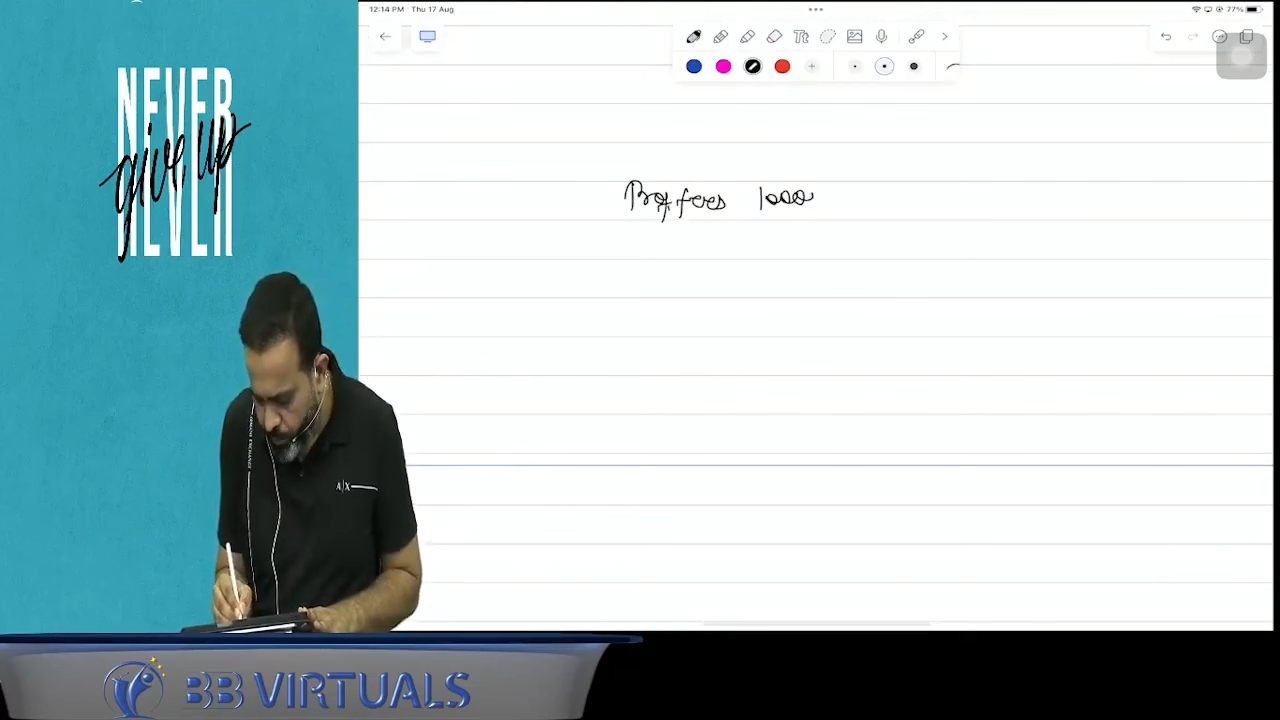 12:14 PM Thu 17 Aug
77%
NEVER
give up
NEVER
Prof fees 1000
A|X
BB VIRTUALS